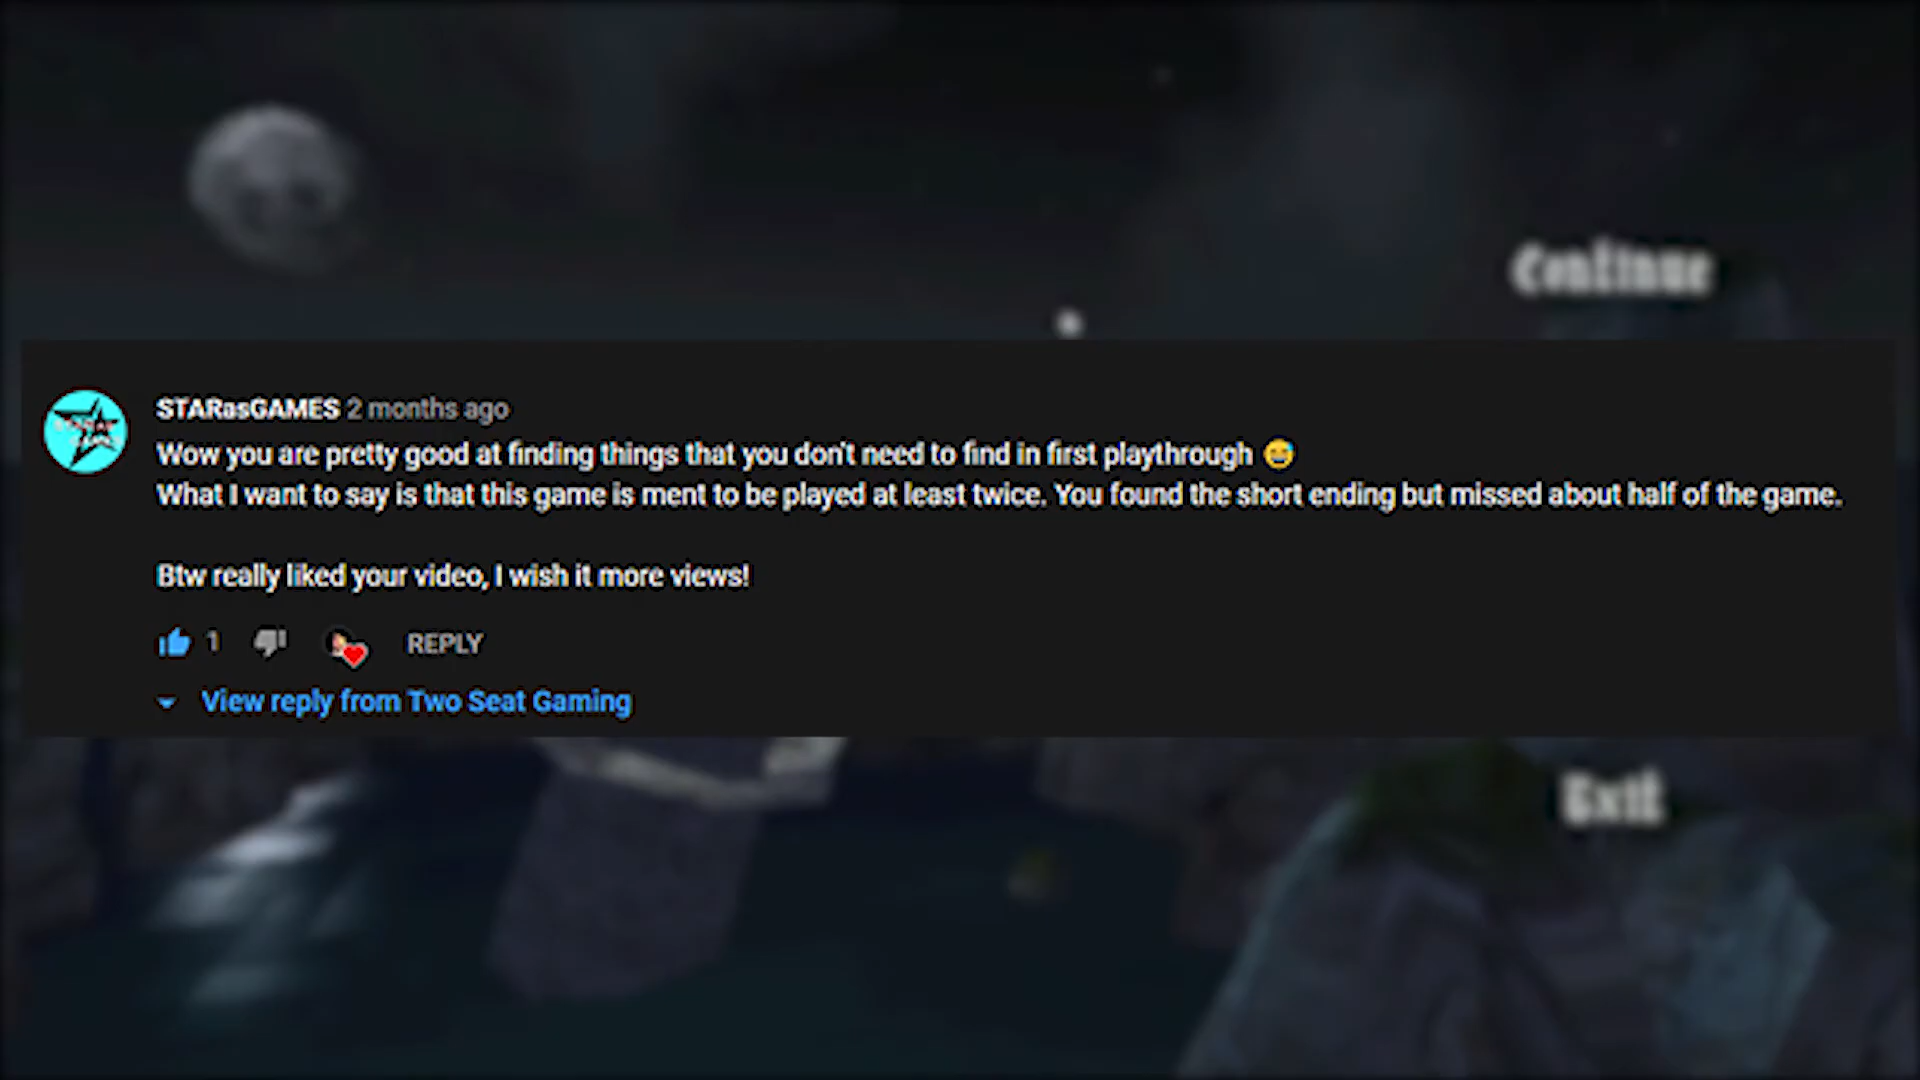 Continue
STARasGAMES 2 months ago
Wow you are pretty good at finding things that you don't need to find in first playthrough 😅
What I want to say is that this game is ment to be played at least twice. You found the short ending but missed about half of the game.
Btw really liked your video, I wish it more views!
1 REPLY
View reply from Two Seat Gaming
Exit